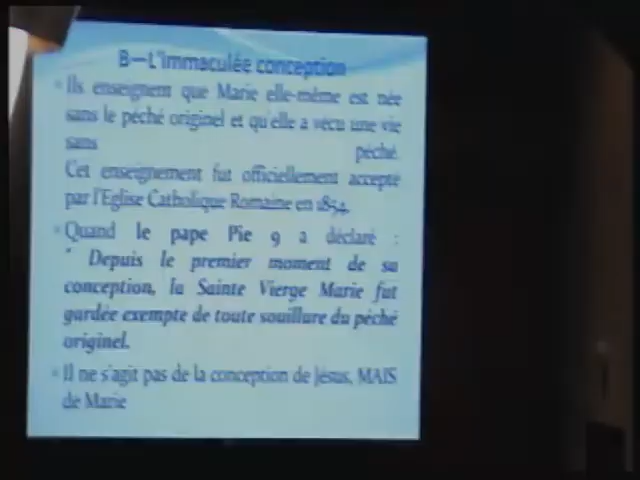 B—L'immaculée conception
Ils enseignent que Marie elle-même est née
sans le péché originel et qu'elle a vécu une vie
sans péché.
Cet enseignement fut officiellement accepté
par l'Eglise Catholique Romaine en 1854.
Quand le pape Pie 9 a déclaré :
" Depuis le premier moment de sa
conception, la Sainte Vierge Marie fut
gardée exempte de toute souillure du péché
originel.
Il ne s'agit pas de la conception de Jésus, MAIS
de Marie